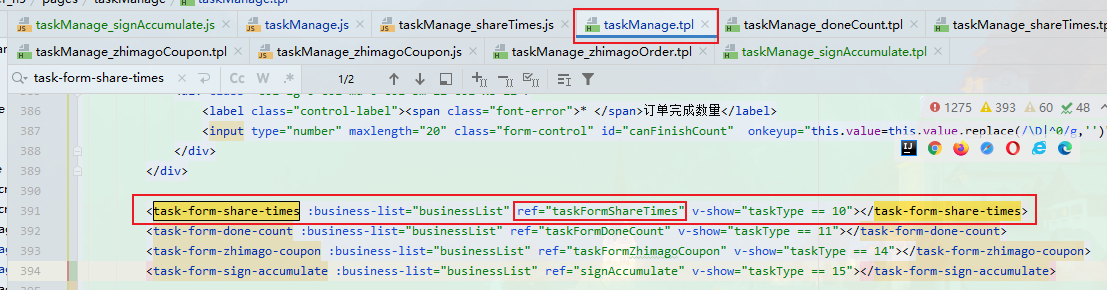 er_h5 pages taskManage taskManage.tpl
taskManage_signAccumulate.js taskManage.js taskManage_shareTimes.js taskManage.tpl taskManage_doneCount.tpl taskManage_shareTimes.tp
taskManage_zhimagoCoupon.tpl taskManage_zhimagoCoupon.js taskManage_zhimagoOrder.tpl taskManage_signAccumulate.tpl
task-form-share-times Cc W .* 1/2
386 <label class="control-label"><span class="font-error">* </span>订单完成数量</label> 1275 393 60 48
387 <input type="number" maxlength="20" class="form-control" id="canFinishCount" onkeyup="this.value=this.value.replace(/\D|^0/g,'')"
388 </div>
389 </div>
390
391 <task-form-share-times :business-list="businessList" ref="taskFormShareTimes" v-show="taskType == 10"></task-form-share-times>
392 <task-form-done-count :business-list="businessList" ref="taskFormDoneCount" v-show="taskType == 11"></task-form-done-count>
393 <task-form-zhimago-coupon :business-list="businessList" ref="taskFormZhimagoCoupon" v-show="taskType == 14"></task-form-zhimago-coupon>
394 <task-form-sign-accumulate :business-list="businessList" ref="signAccumulate" v-show="taskType == 15"></task-form-sign-accumulate>